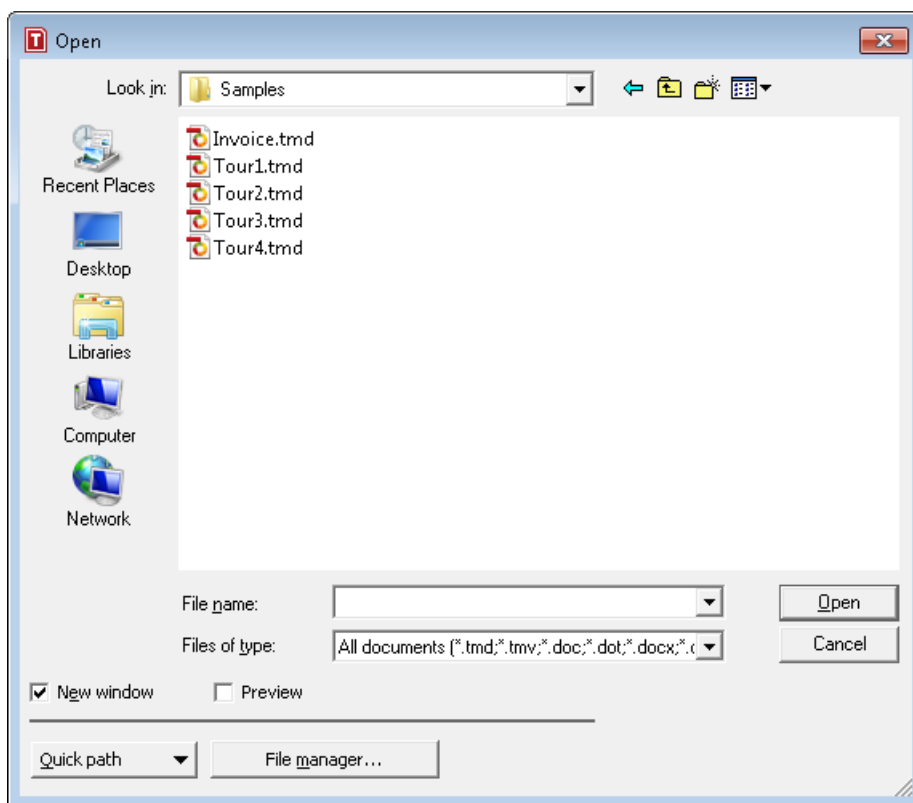 Open
Look in: Samples
Recent Places
Desktop
Libraries
Computer
Network
Invoice.tmd
Tour1.tmd
Tour2.tmd
Tour3.tmd
Tour4.tmd
File name: Open
Files of type: All documents (*.tmd;*.tmv;*.doc;*.dot;*.docx;*. Cancel
New window Preview
Quick path File manager...